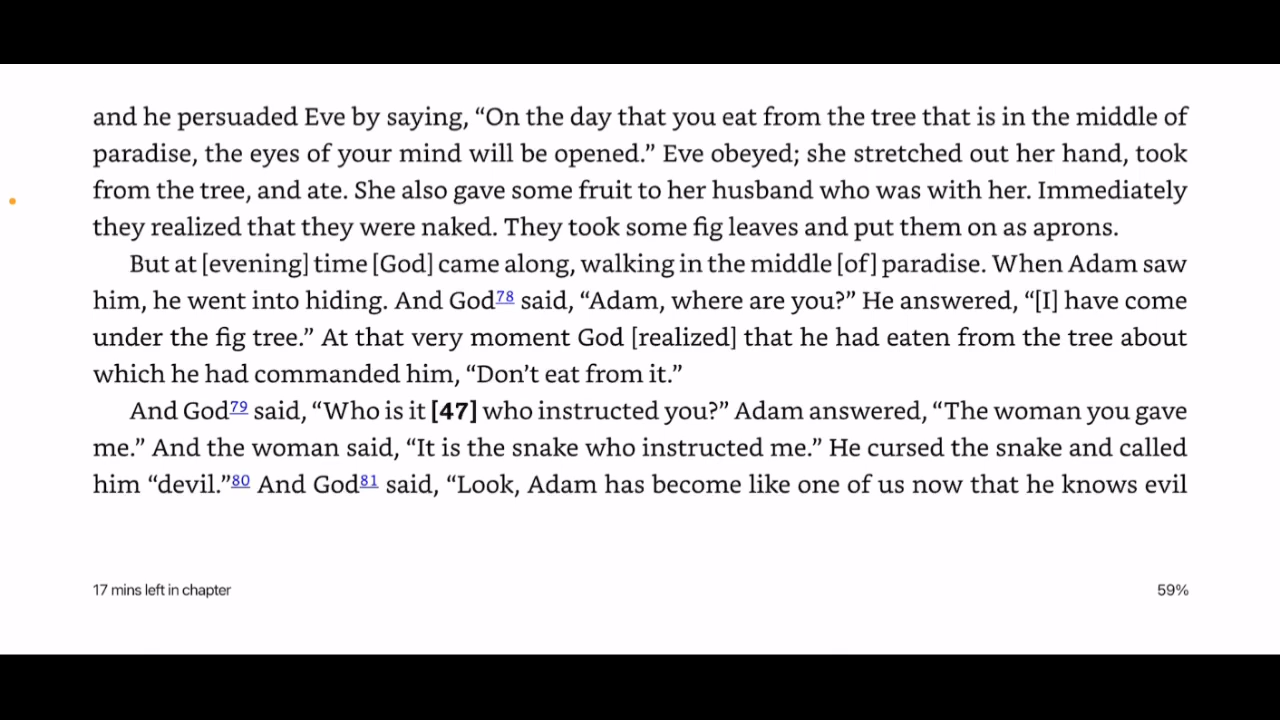 and he persuaded Eve by saying, “On the day that you eat from the tree that is in the middle of
paradise, the eyes of your mind will be opened.” Eve obeyed; she stretched out her hand, took
from the tree, and ate. She also gave some fruit to her husband who was with her. Immediately
they realized that they were naked. They took some fig leaves and put them on as aprons.
But at [evening] time [God] came along, walking in the middle [of] paradise. When Adam saw
him, he went into hiding. And God78 said, “Adam, where are you?” He answered, “[I] have come
under the fig tree.” At that very moment God [realized] that he had eaten from the tree about
which he had commanded him, “Don’t eat from it.”
And God79 said, “Who is it [47] who instructed you?” Adam answered, “The woman you gave
me.” And the woman said, “It is the snake who instructed me.” He cursed the snake and called
him “devil.”80 And God81 said, “Look, Adam has become like one of us now that he knows evil
17 mins left in chapter
59%